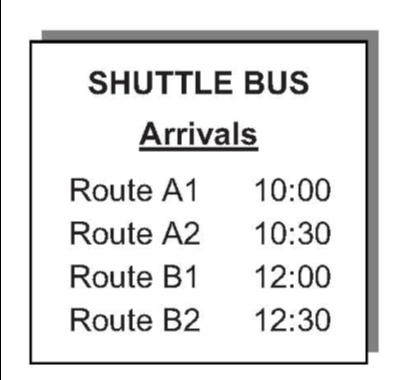 SHUTTLE BUS
Arrivals
Route A1 10:00
Route A2 10:30
Route B1 12:00
Route B2 12:30